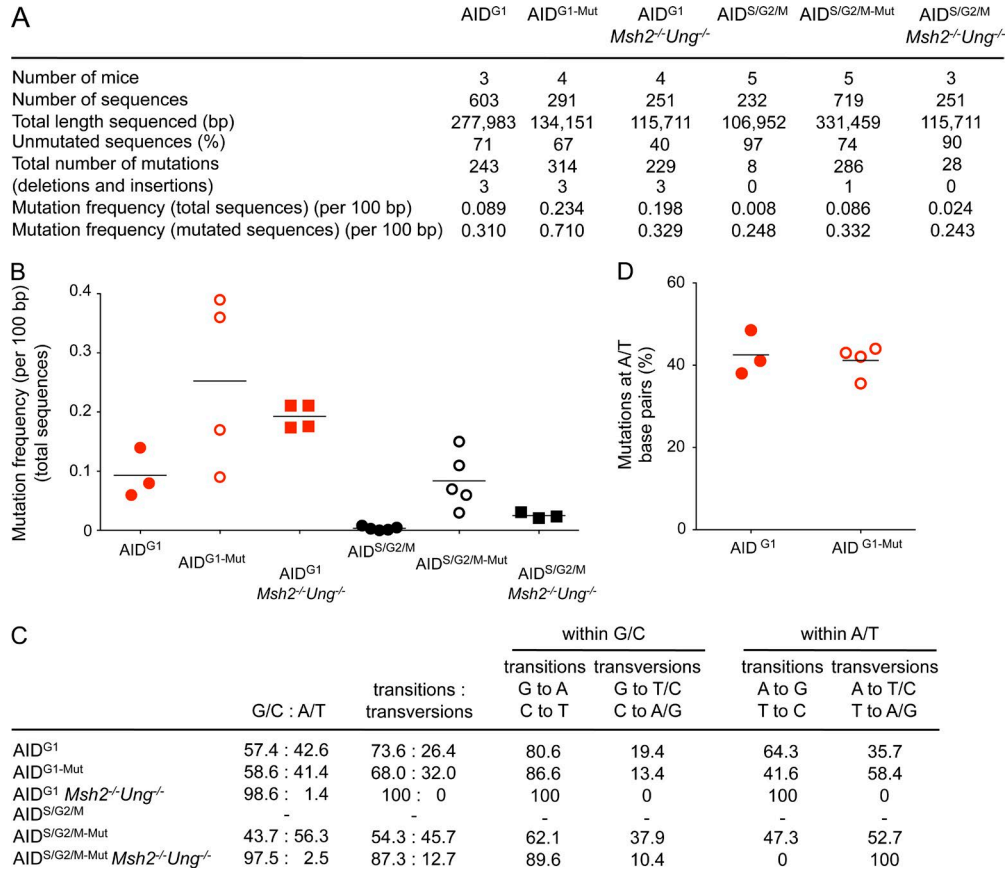 A
AID^G1 AID^G1-Mut AID^G1 AID^S/G2/M AID^S/G2/M-Mut AID^S/G2/M
Msh2-/-Ung-/- Msh2-/-Ung-/-
Number of mice 3 4 4 5 5 3
Number of sequences 603 291 251 232 719 251
Total length sequenced (bp) 277,983 134,151 115,711 106,952 331,459 115,711
Unmutated sequences (%) 71 67 40 97 74 90
Total number of mutations 243 314 229 8 286 28
(deletions and insertions) 3 3 3 0 1 0
Mutation frequency (total sequences) (per 100 bp) 0.089 0.234 0.198 0.008 0.086 0.024
Mutation frequency (mutated sequences) (per 100 bp) 0.310 0.710 0.329 0.248 0.332 0.243
B
Mutation frequency (per 100 bp)
(total sequences)
0.4
0.3
0.2
0.1
0
AID^G1 AID^G1-Mut AID^G1 AID^S/G2/M AID^S/G2/M-Mut AID^S/G2/M
Msh2-/-Ung-/- Msh2-/-Ung-/-
D
Mutations at A/T
base pairs (%)
60
40
20
0
AID^G1 AID^G1-Mut
C
within G/C within A/T
transitions transversions transitions transversions
transitions : G to A G to T/C A to G A to T/C
G/C : A/T transversions C to T C to A/G T to C T to A/G
AID^G1 57.4 : 42.6 73.6 : 26.4 80.6 19.4 64.3 35.7
AID^G1-Mut 58.6 : 41.4 68.0 : 32.0 86.6 13.4 41.6 58.4
AID^G1 Msh2-/-Ung-/- 98.6 : 1.4 100 : 0 100 0 100 0
AID^S/G2/M - - - - - -
AID^S/G2/M-Mut 43.7 : 56.3 54.3 : 45.7 62.1 37.9 47.3 52.7
AID^S/G2/M-Mut Msh2-/-Ung-/- 97.5 : 2.5 87.3 : 12.7 89.6 10.4 0 100